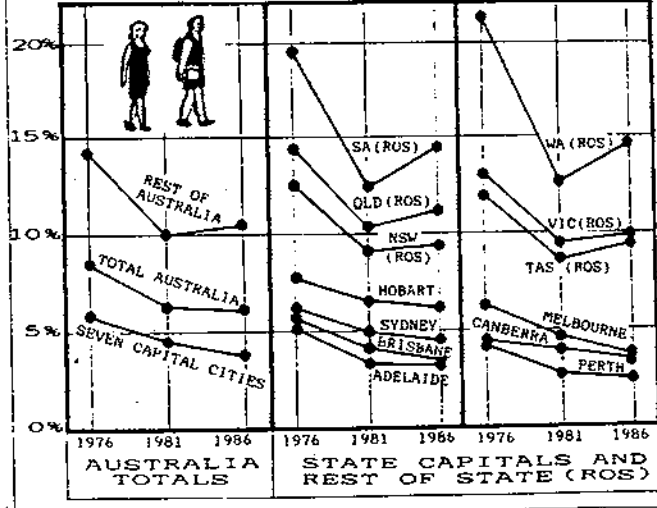 20%
15%
10%
5%
0%
REST OF
AUSTRALIA
TOTAL AUSTRALIA
SEVEN CAPITAL CITIES
1976 1981 1986
AUSTRALIA
TOTALS
SA (ROS)
QLD (ROS)
NSW
(ROS)
HOBART
SYDNEY
BRISBANE
ADELAIDE
1976 1981 1986
WA (ROS)
VIC (ROS)
TAS (ROS)
MELBOURNE
CANBERRA
PERTH
1976 1981 1986
STATE CAPITALS AND
REST OF STATE (ROS)